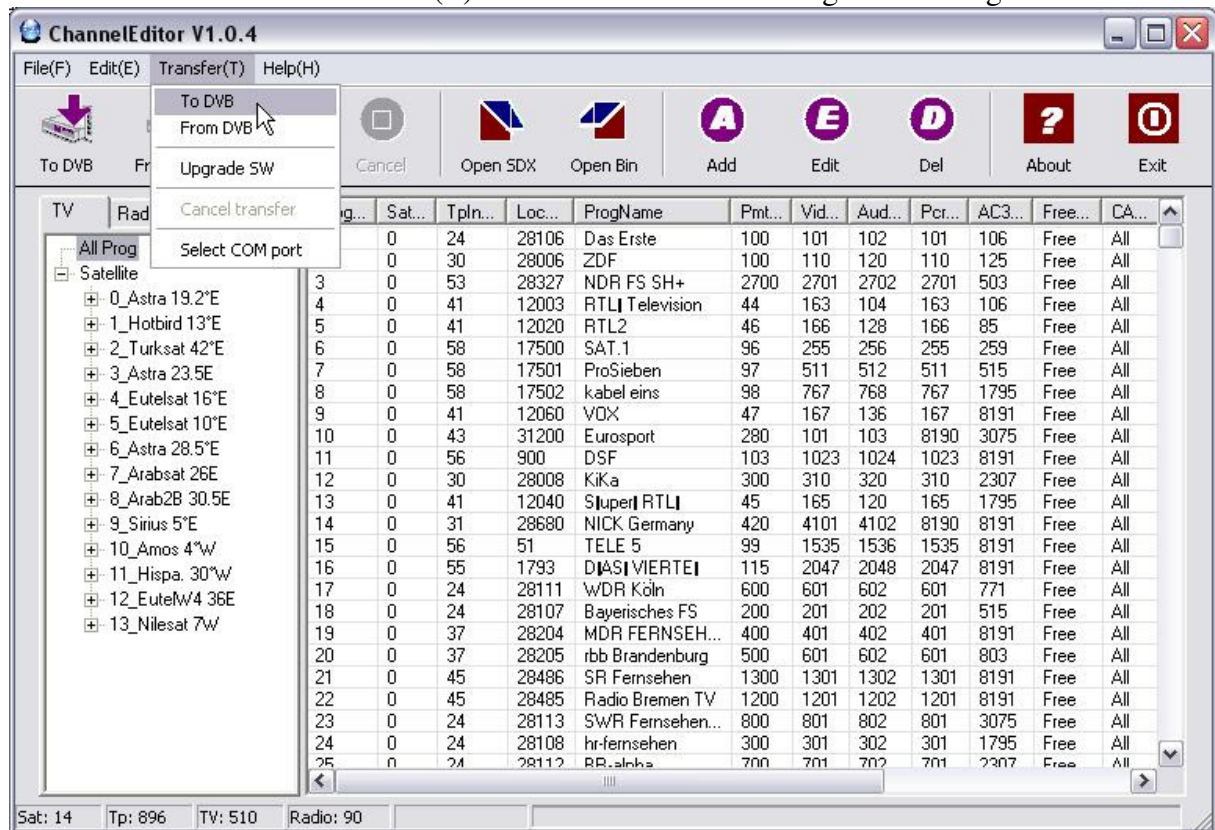 ChannelEditor V1.0.4
File(F) Edit(E) Transfer(T) Help(H)
To DVB
From DVB
Upgrade SW
Cancel transfer
Select COM port
To DVB Fr Cancel Open SDX Open Bin Add Edit Del About Exit
TV Rad
All Prog
Satellite
0_Astra 19.2°E
1_Hotbird 13°E
2_Turksat 42°E
3_Astra 23.5E
4_Eutelsat 16°E
5_Eutelsat 10°E
6_Astra 28.5°E
7_Arabsat 26E
8_Arab2B 30.5E
9_Sirius 5°E
10_Amos 4°W
11_Hispa. 30°W
12_EutelW4 36E
13_Nilesat 7W
og... Sat... TpIn... Loc... ProgName Pmt... Vid... Aud... Pcr... AC3... Free... CA...
0 24 28106 Das Erste 100 101 102 101 106 Free All
0 30 28006 ZDF 100 110 120 110 125 Free All
3 0 53 28327 NDR FS SH+ 2700 2701 2702 2701 503 Free All
4 0 41 12003 RTL Television 44 163 104 163 106 Free All
5 0 41 12020 RTL2 46 166 128 166 85 Free All
6 0 58 17500 SAT.1 96 255 256 255 259 Free All
7 0 58 17501 ProSieben 97 511 512 511 515 Free All
8 0 58 17502 kabel eins 98 767 768 767 1795 Free All
9 0 41 12060 VOX 47 167 136 167 8191 Free All
10 0 43 31200 Eurosport 280 101 103 8190 3075 Free All
11 0 56 900 DSF 103 1023 1024 1023 8191 Free All
12 0 30 28008 KiKa 300 310 320 310 2307 Free All
13 0 41 12040 S|uper| RTL| 45 165 120 165 1795 Free All
14 0 31 28680 NICK Germany 420 4101 4102 8190 8191 Free All
15 0 56 51 TELE 5 99 1535 1536 1535 8191 Free All
16 0 55 1793 D|AS| VIERTE| 115 2047 2048 2047 8191 Free All
17 0 24 28111 WDR Köln 600 601 602 601 771 Free All
18 0 24 28107 Bayerisches FS 200 201 202 201 515 Free All
19 0 37 28204 MDR FERNSEH... 400 401 402 401 8191 Free All
20 0 37 28205 rbb Brandenburg 500 601 602 601 803 Free All
21 0 45 28486 SR Fernsehen 1300 1301 1302 1301 8191 Free All
22 0 45 28485 Radio Bremen TV 1200 1201 1202 1201 8191 Free All
23 0 24 28113 SWR Fernsehen... 800 801 802 801 3075 Free All
24 0 24 28108 hr-fernsehen 300 301 302 301 1795 Free All
25 0 24 28112 BR-alpha 700 701 702 701 2307 Free All
Sat: 14 Tp: 896 TV: 510 Radio: 90